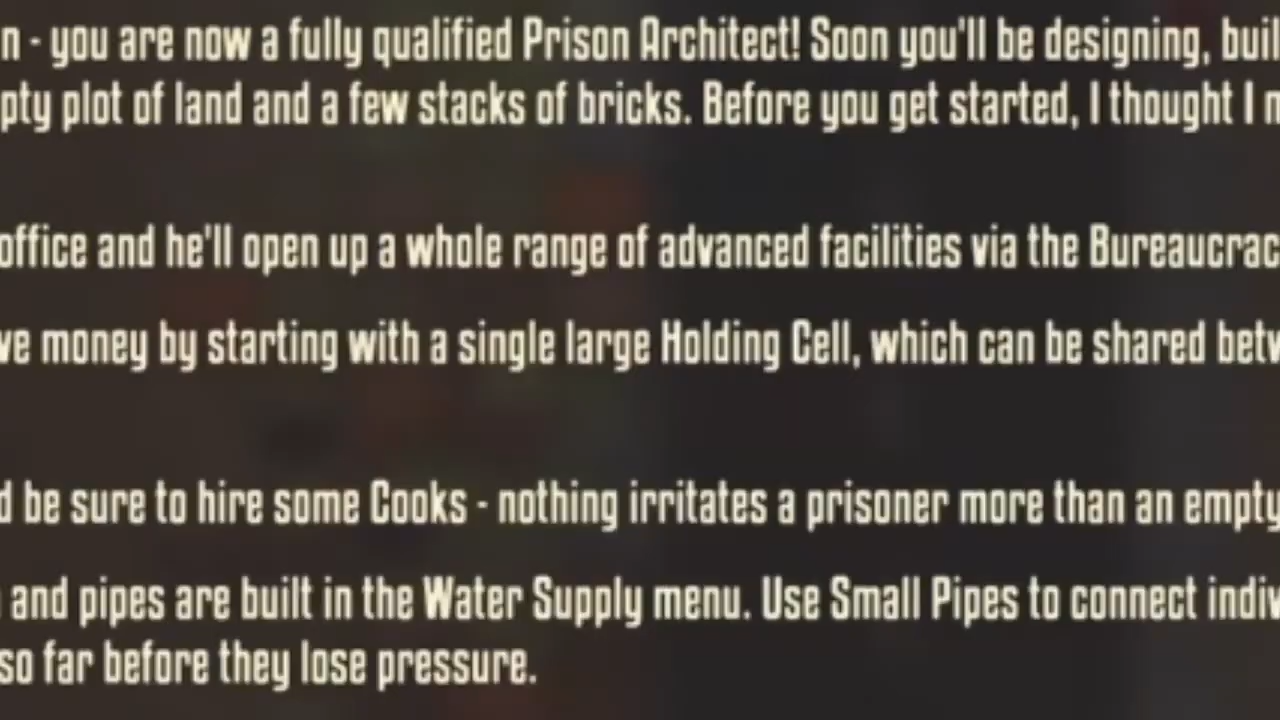 n - you are now a fully qualified Prison Architect! Soon you'll be designing, buil
pty plot of land and a few stacks of bricks. Before you get started, I thought I m
office and he'll open up a whole range of advanced facilities via the Bureaucrac
ve money by starting with a single large Holding Cell, which can be shared betw
d be sure to hire some Cooks - nothing irritates a prisoner more than an empty
and pipes are built in the Water Supply menu. Use Small Pipes to connect indiv
so far before they lose pressure.